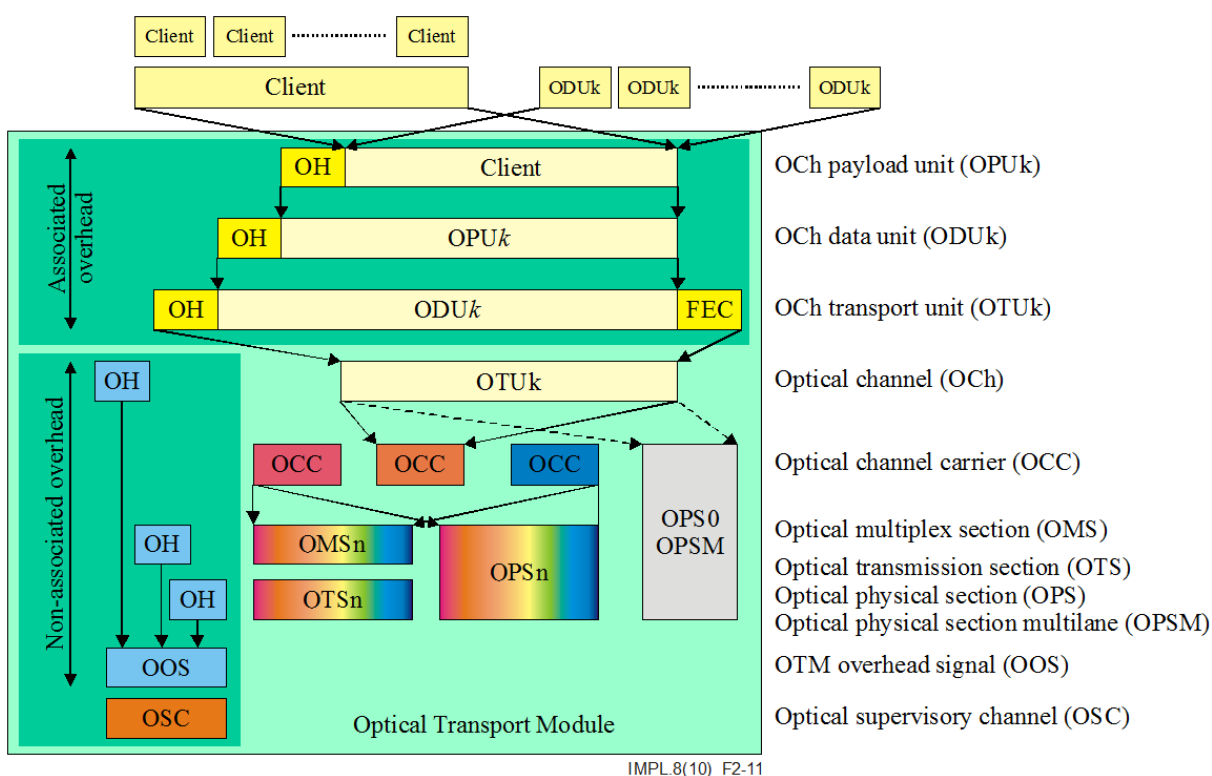 Client Client Client
Client
ODUk ODUk ODUk
Associated
overhead
OH Client
OCh payload unit (OPUk)
OH OPUk
OCh data unit (ODUk)
OH ODUk FEC
OCh transport unit (OTUk)
Non-associated overhead
OH
OTUk
Optical channel (OCh)
OCC OCC OCC
Optical channel carrier (OCC)
OPS0
OPSM
OH
OMSn
OPSn
Optical multiplex section (OMS)
Optical transmission section (OTS)
OH
OTSn
Optical physical section (OPS)
Optical physical section multilane (OPSM)
OOS
OTM overhead signal (OOS)
OSC
Optical Transport Module
Optical supervisory channel (OSC)
IMPL.8(10)_F2-11